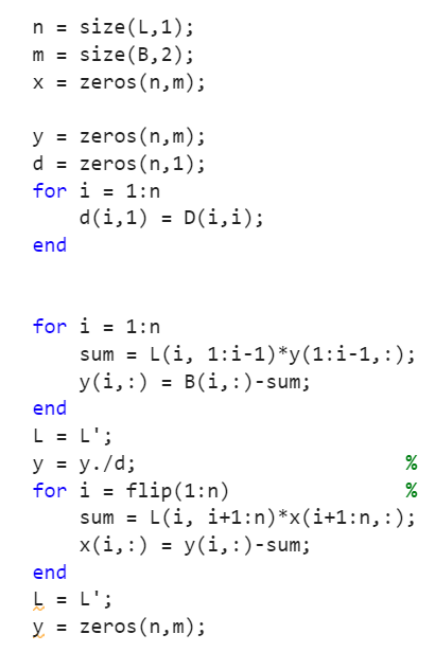 n = size(L,1);
m = size(B,2);
x = zeros(n,m);
y = zeros(n,m);
d = zeros(n,1);
for i = 1:n
    d(i,1) = D(i,i);
end
for i = 1:n
    sum = L(i, 1:i-1)*y(1:i-1,:);
    y(i,:) = B(i,:)-sum;
end
L = L';
y = y./d; %
for i = flip(1:n) %
    sum = L(i, i+1:n)*x(i+1:n,:);
    x(i,:) = y(i,:)-sum;
end
L = L';
y = zeros(n,m);